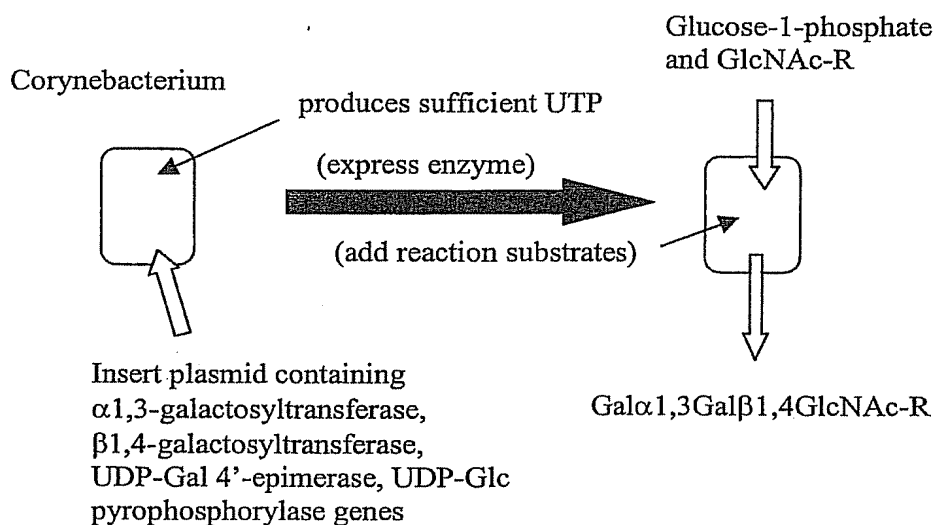 Glucose-1-phosphate
and GlcNAc-R
Corynebacterium
produces sufficient UTP
(express enzyme)
(add reaction substrates)
Insert plasmid containing
α1,3-galactosyltransferase,
β1,4-galactosyltransferase,
UDP-Gal 4’-epimerase, UDP-Glc
pyrophosphorylase genes
Galα1,3Galβ1,4GlcNAc-R